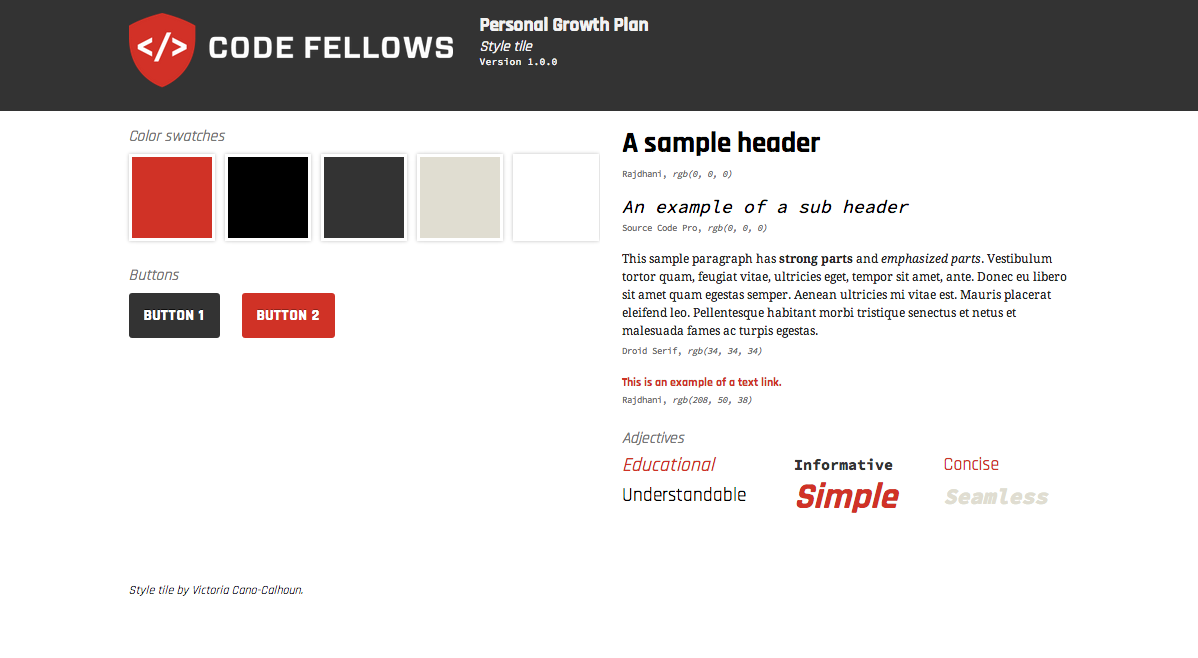 </> CODE FELLOWS
Personal Growth Plan
Style tile
Version 1.0.0
Color swatches
Buttons
BUTTON 1 BUTTON 2
A sample header
Rajdhani, rgb(0, 0, 0)
An example of a sub header
Source Code Pro, rgb(0, 0, 0)
This sample paragraph has strong parts and emphasized parts. Vestibulum
tortor quam, feugiat vitae, ultricies eget, tempor sit amet, ante. Donec eu libero
sit amet quam egestas semper. Aenean ultricies mi vitae est. Mauris placerat
eleifend leo. Pellentesque habitant morbi tristique senectus et netus et
malesuada fames ac turpis egestas.
Droid Serif, rgb(34, 34, 34)
This is an example of a text link.
Rajdhani, rgb(208, 50, 38)
Adjectives
Educational Informative Concise
Understandable Simple Seamless
Style tile by Victoria Cano-Calhoun.